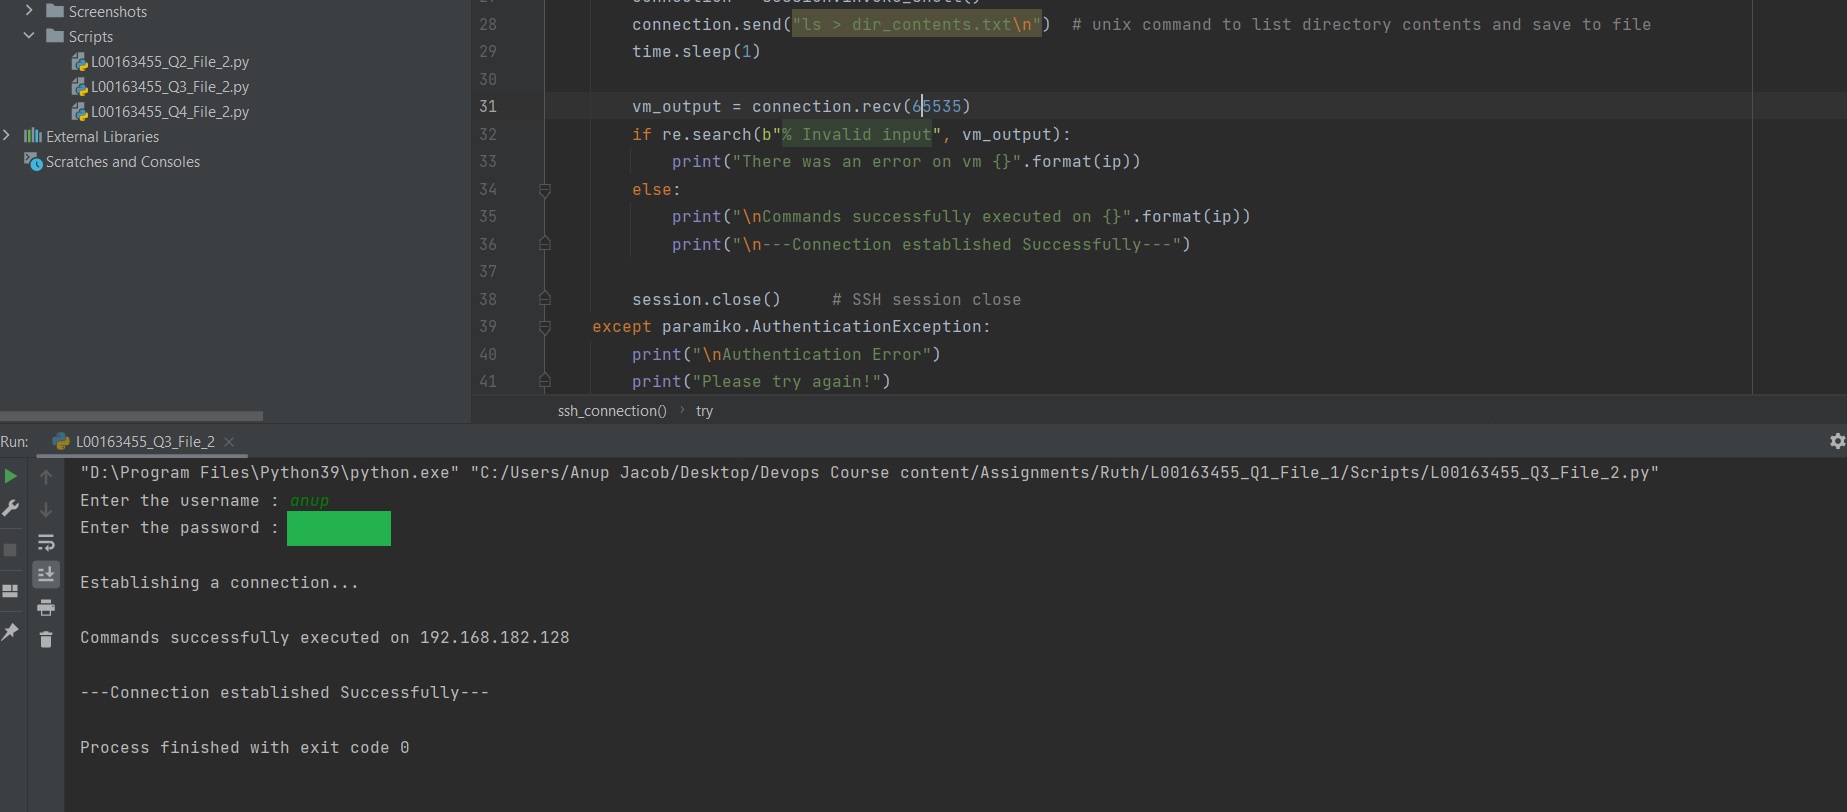 Screenshots
Scripts
L00163455_Q2_File_2.py
L00163455_Q3_File_2.py
L00163455_Q4_File_2.py
External Libraries
Scratches and Consoles
28 connection.send("ls > dir_contents.txt\n")  # unix command to list directory contents and save to file
29 time.sleep(1)
30
31 vm_output = connection.recv(65535)
32 if re.search(b"% Invalid input", vm_output):
33 print("There was an error on vm {}".format(ip))
34 else:
35 print("\nCommands successfully executed on {}".format(ip))
36 print("\n---Connection established Successfully---")
37
38 session.close()     # SSH session close
39 except paramiko.AuthenticationException:
40 print("\nAuthentication Error")
41 print("Please try again!")
ssh_connection() › try
Run: L00163455_Q3_File_2 ×
"D:\Program Files\Python39\python.exe" "C:/Users/Anup Jacob/Desktop/Devops Course content/Assignments/Ruth/L00163455_Q1_File_1/Scripts/L00163455_Q3_File_2.py"
Enter the username : anup
Enter the password :
Establishing a connection...
Commands successfully executed on 192.168.182.128
---Connection established Successfully---
Process finished with exit code 0